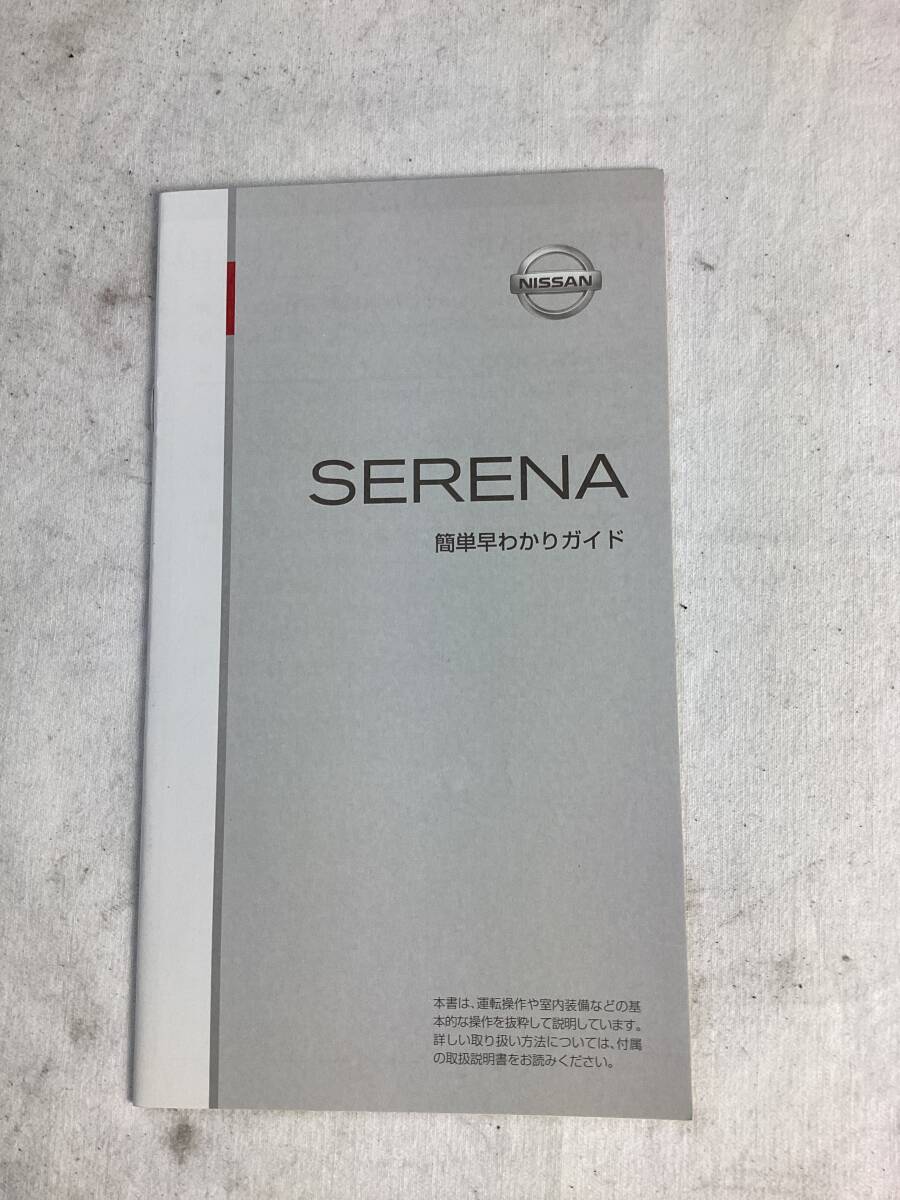 NISSAN
SERENA
簡単早わかりガイド
本書は、運転操作や室内装備などの基
本的な操作を抜粋して説明しています。
詳しい取り扱い方法については、付属
の取扱説明書をお読みください。